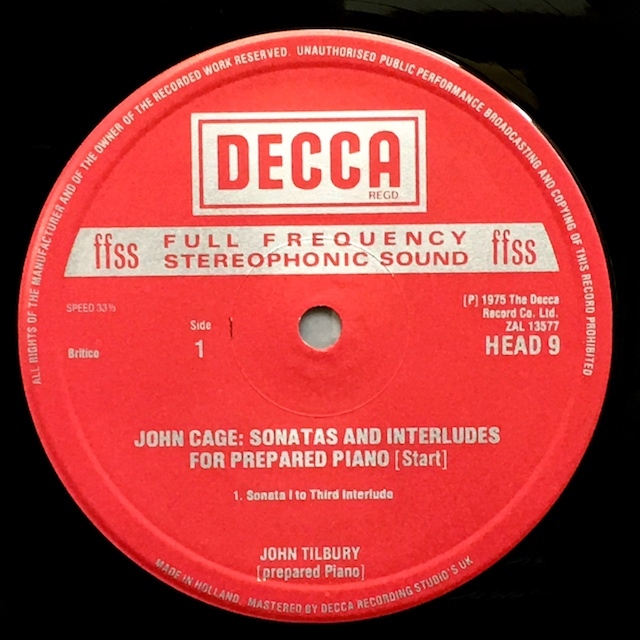 ALL RIGHTS OF THE MANUFACTURER AND OF THE OWNER OF THE RECORDED WORK RESERVED. UNAUTHORISED PUBLIC PERFORMANCE BROADCASTING AND COPYING OF THIS RECORD PROHIBITED
DECCA
REGD.
ffss FULL FREQUENCY STEREOPHONIC SOUND ffss
SPEED 33⅓
[P] 1975 The Decca
Record Co. Ltd.
ZAL 13577
HEAD 9
Side
1
Britico
JOHN CAGE: SONATAS AND INTERLUDES
FOR PREPARED PIANO [Start]
1. Sonata I to Third Interlude
JOHN TILBURY
[prepared Piano]
MADE IN HOLLAND. MASTERED BY DECCA RECORDING STUDIO'S UK